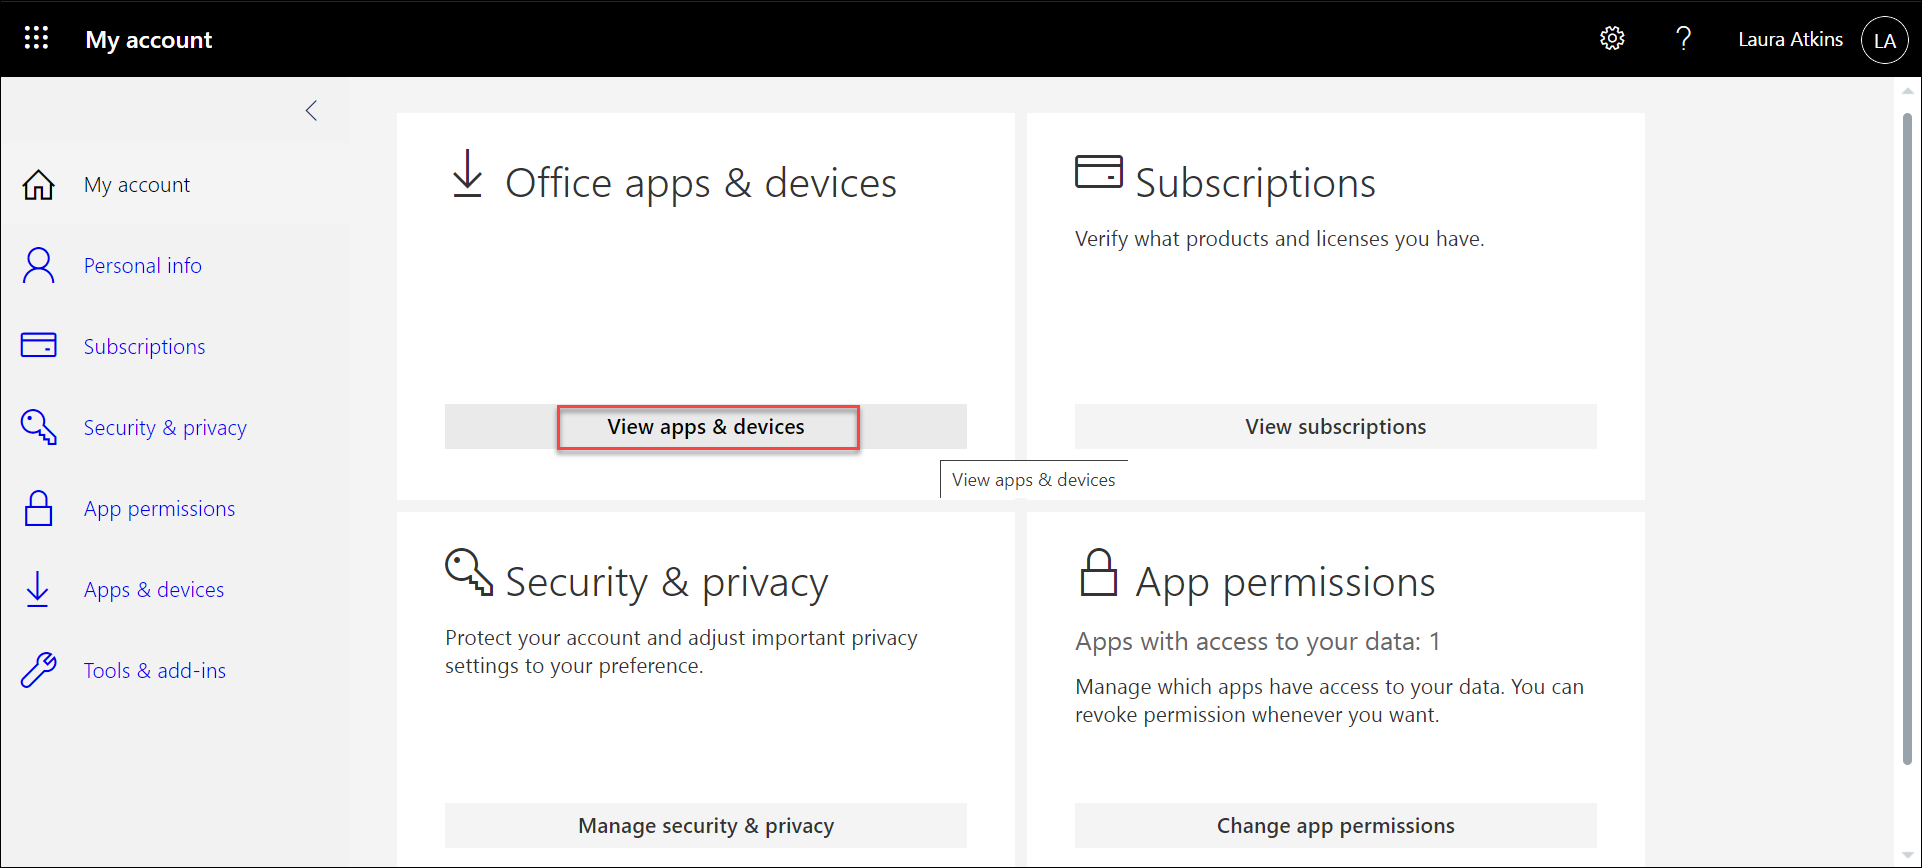 My account
?
Laura Atkins
LA
My account
Personal info
Subscriptions
Security & privacy
App permissions
Apps & devices
Tools & add-ins
Office apps & devices
View apps & devices
View apps & devices
Subscriptions
Verify what products and licenses you have.
View subscriptions
Security & privacy
Protect your account and adjust important privacy
settings to your preference.
Manage security & privacy
App permissions
Apps with access to your data: 1
Manage which apps have access to your data. You can
revoke permission whenever you want.
Change app permissions